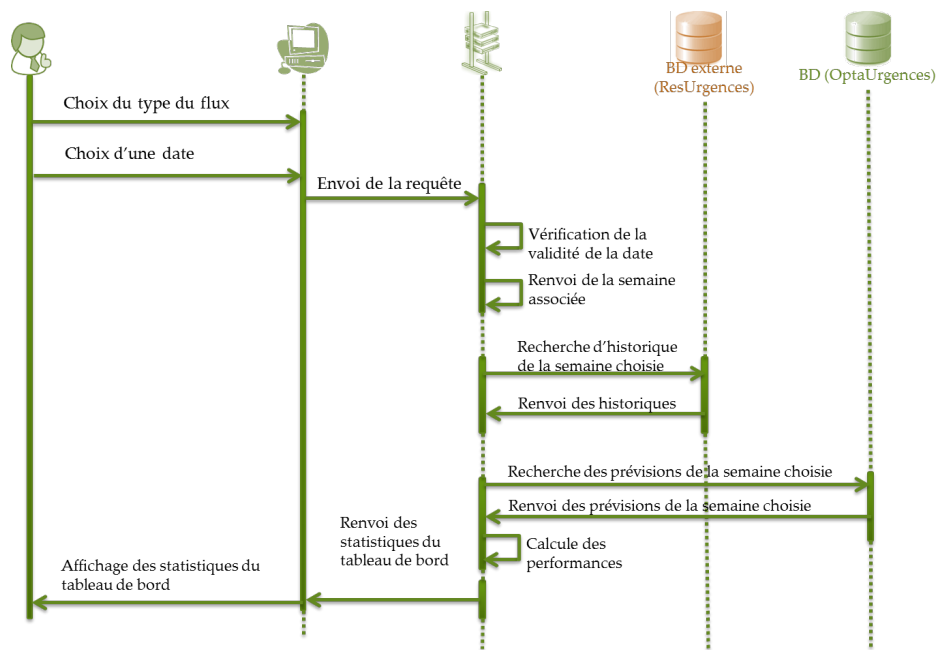 BD externe
(ResUrgences)
BD (OptaUrgences)
Choix du type du flux
Choix d'une date
Envoi de la requête
Vérification de la
validité de la date
Renvoi de la semaine
associée
Recherche d'historique
de la semaine choisie
Renvoi des historiques
Recherche des prévisions de la semaine choisie
Renvoi des prévisions de la semaine choisie
Renvoi des
statistiques du
tableau de bord
Calcule des
performances
Affichage des statistiques du
tableau de bord